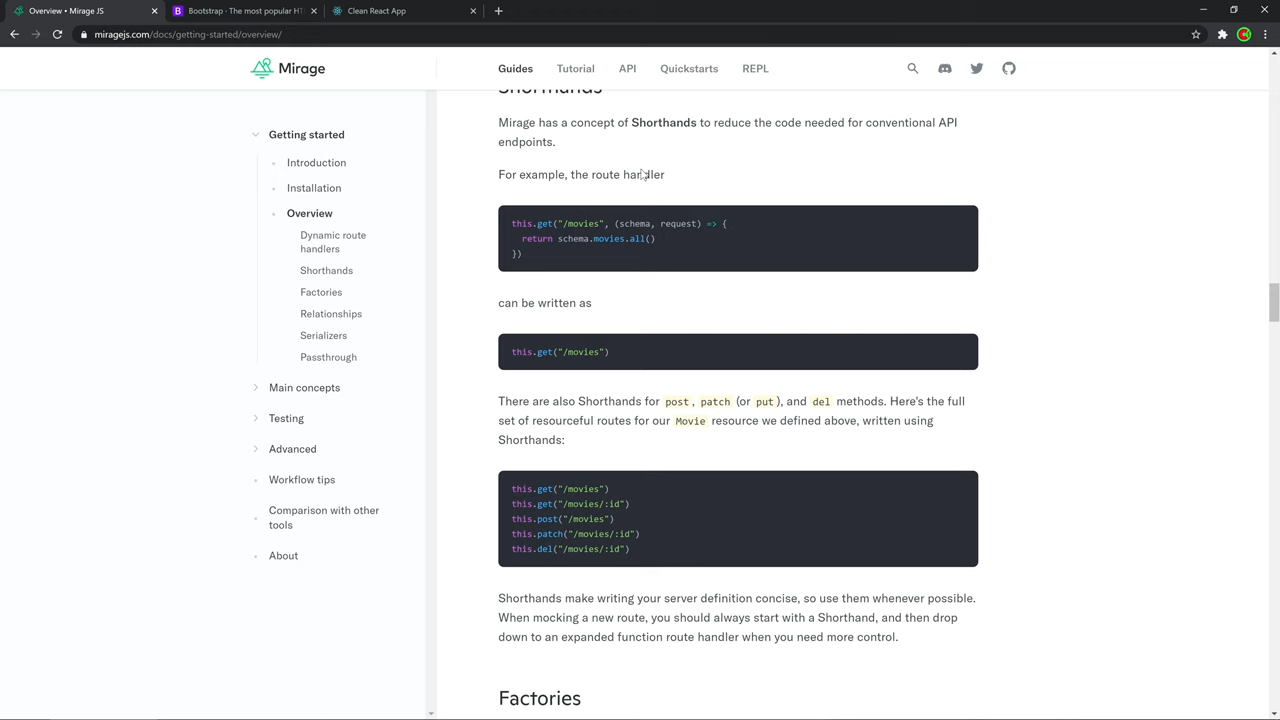 Overview • Mirage JS
Bootstrap · The most popular HT
Clean React App
miragejs.com/docs/getting-started/overview/
Mirage
Guides
Tutorial
API
Quickstarts
REPL
Getting started
Introduction
Installation
Overview
Dynamic route
handlers
Shorthands
Factories
Relationships
Serializers
Passthrough
Main concepts
Testing
Advanced
Workflow tips
Comparison with other
tools
About
Shorthands
Mirage has a concept of Shorthands to reduce the code needed for conventional API
endpoints.
For example, the route handler
this.get("/movies", (schema, request) => {
  return schema.movies.all()
})
can be written as
this.get("/movies")
There are also Shorthands for post, patch (or put), and del methods. Here's the full
set of resourceful routes for our Movie resource we defined above, written using
Shorthands:
this.get("/movies")
this.get("/movies/:id")
this.post("/movies")
this.patch("/movies/:id")
this.del("/movies/:id")
Shorthands make writing your server definition concise, so use them whenever possible.
When mocking a new route, you should always start with a Shorthand, and then drop
down to an expanded function route handler when you need more control.
Factories